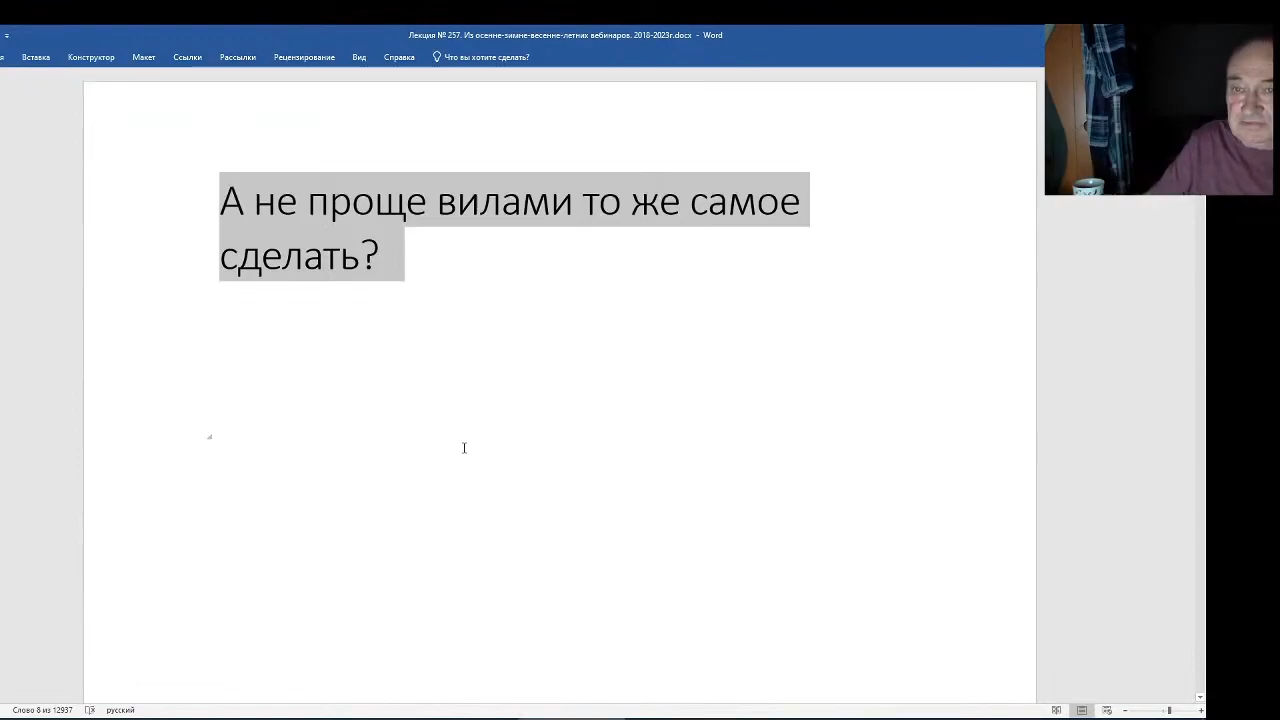 Лекция № 257. Из осенне-зимне-весенне-летних вебинаров. 2018-2023г.docx - Word
я Вставка Конструктор Макет Ссылки Рассылки Рецензирование Вид Справка Что вы хотите сделать?
А не проще вилами то же самое
сделать?
Слово 8 из 12937 русский